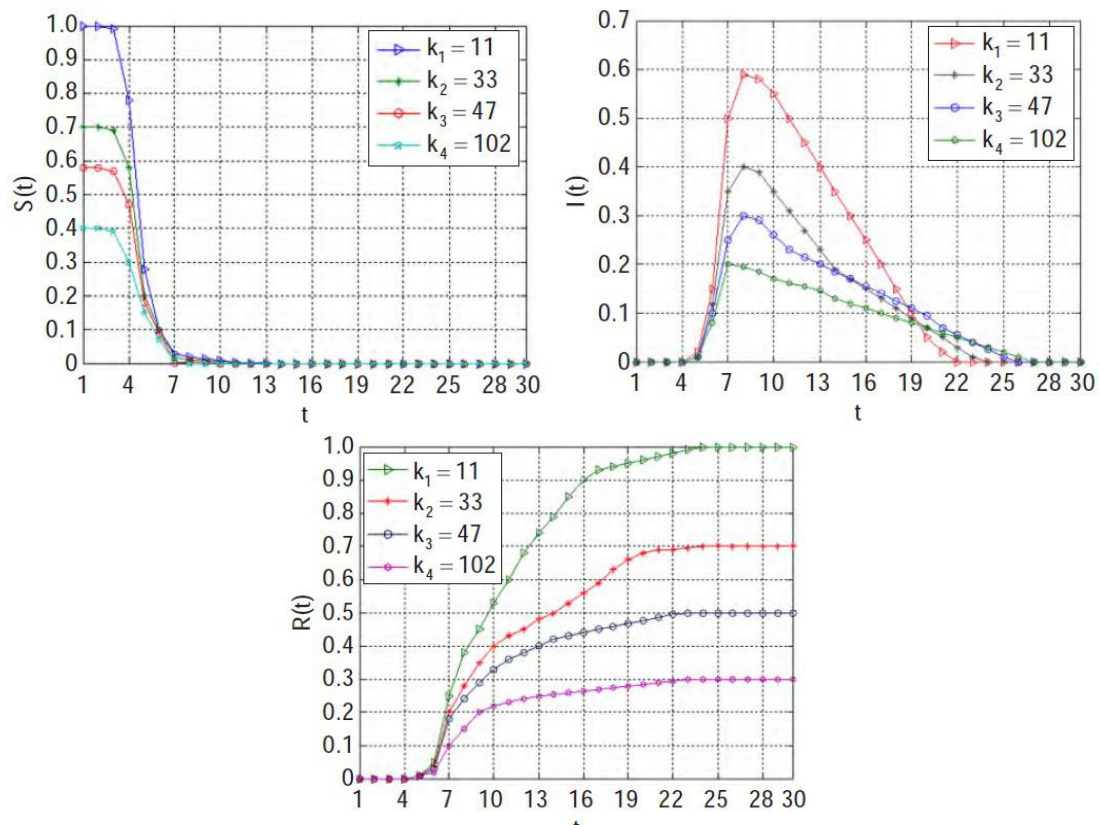 1.0
0.9
0.8
0.7
0.6
0.5
0.4
0.3
0.2
0.1
0
S(t)
k1 = 11
k2 = 33
k3 = 47
k4 = 102
1 4 7 10 13 16 19 22 25 28 30
t
0.7
0.6
0.5
0.4
0.3
0.2
0.1
0
I(t)
k1 = 11
k2 = 33
k3 = 47
k4 = 102
1 4 7 10 13 16 19 22 28 30
t
1.0
0.9
0.8
0.7
0.6
0.5
0.4
0.3
0.2
0.1
0
R(t)
k1 = 11
k2 = 33
k3 = 47
k4 = 102
1 4 7 10 13 16 19 22 25 28 30
t